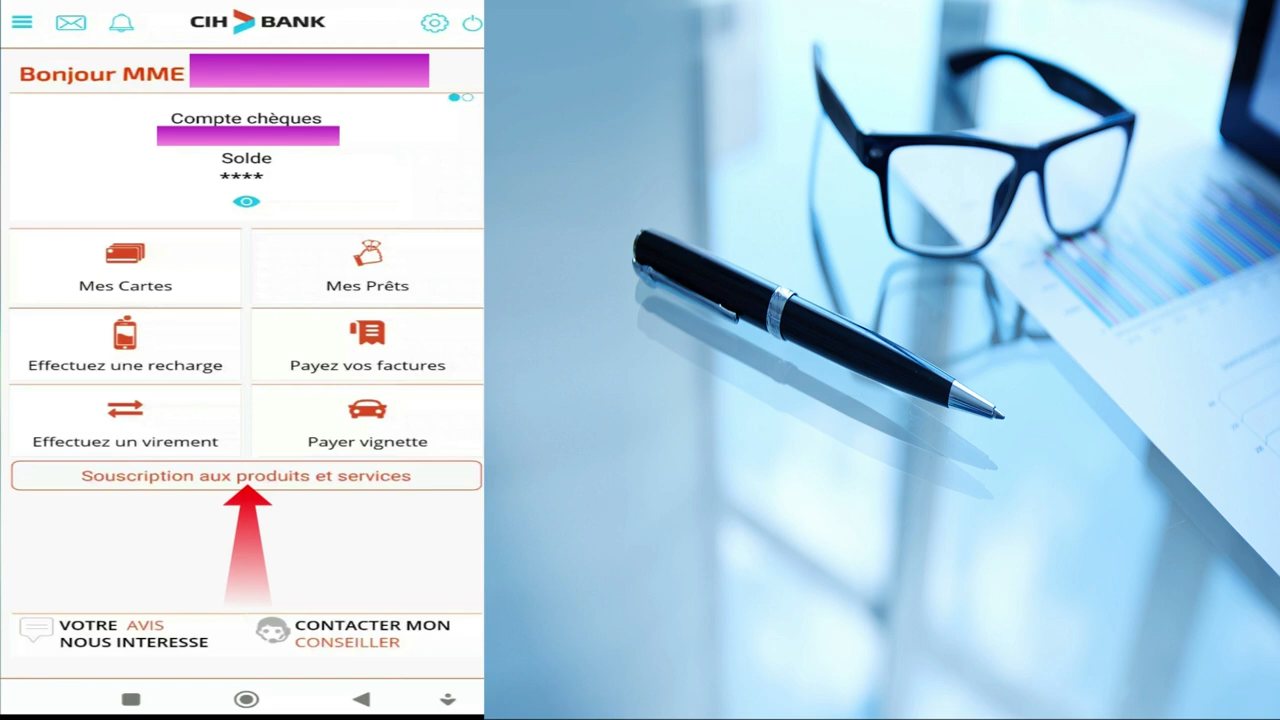 CIH BANK
Bonjour MME
Compte chèques
Solde
****
Mes Cartes
Mes Prêts
Effectuez une recharge
Payez vos factures
Effectuez un virement
Payer vignette
Souscription aux produits et services
VOTRE AVIS
NOUS INTERESSE
CONTACTER MON
CONSEILLER